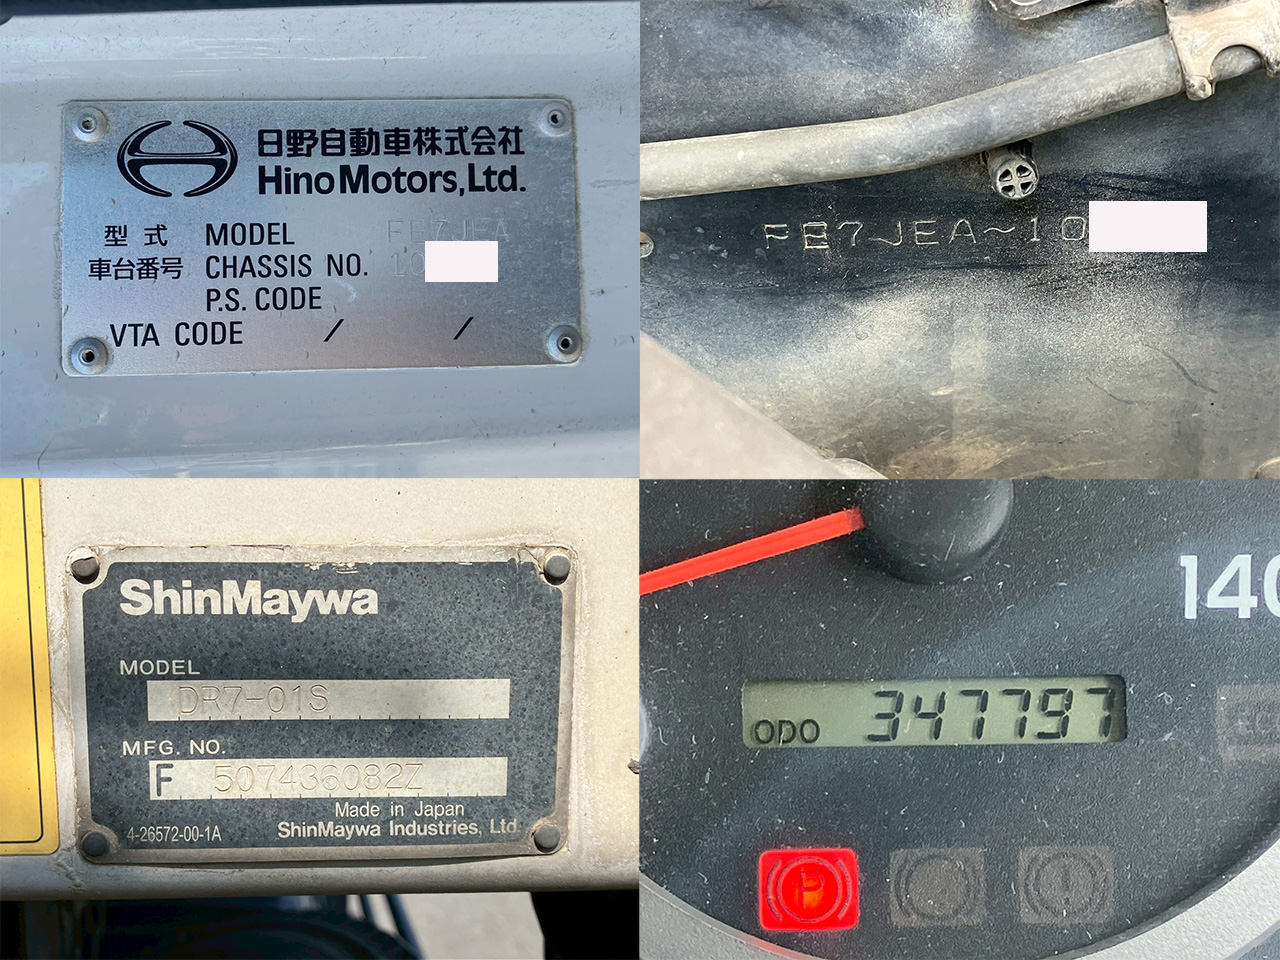 日野自動車株式会社
Hino Motors, Ltd.
型式 MODEL FE7JEA
車台番号 CHASSIS NO. 10
P.S. CODE
VTA CODE / /
FE7JEA-10
ShinMaywa
MODEL
DR7-01S
MFG. NO.
F 507436082Z
Made in Japan
4-26572-00-1A ShinMaywa Industries, Ltd.
140
ODO 347797
P